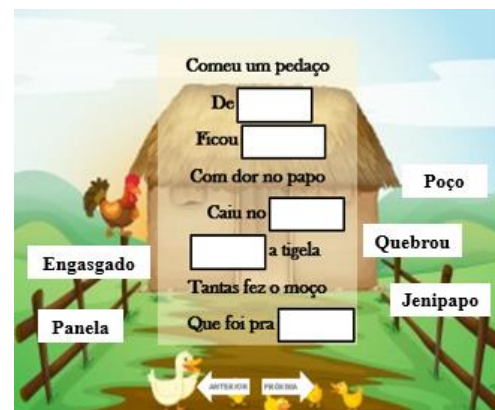 Comeu um pedaço
De
Ficou
Com dor no papo
Caiu no
a tigela
Tantas fez o moço
Que foi pra
Poço
Quebrou
Engasgado
Jenipapo
Panela
ANTERIOR
PRÓXIMA